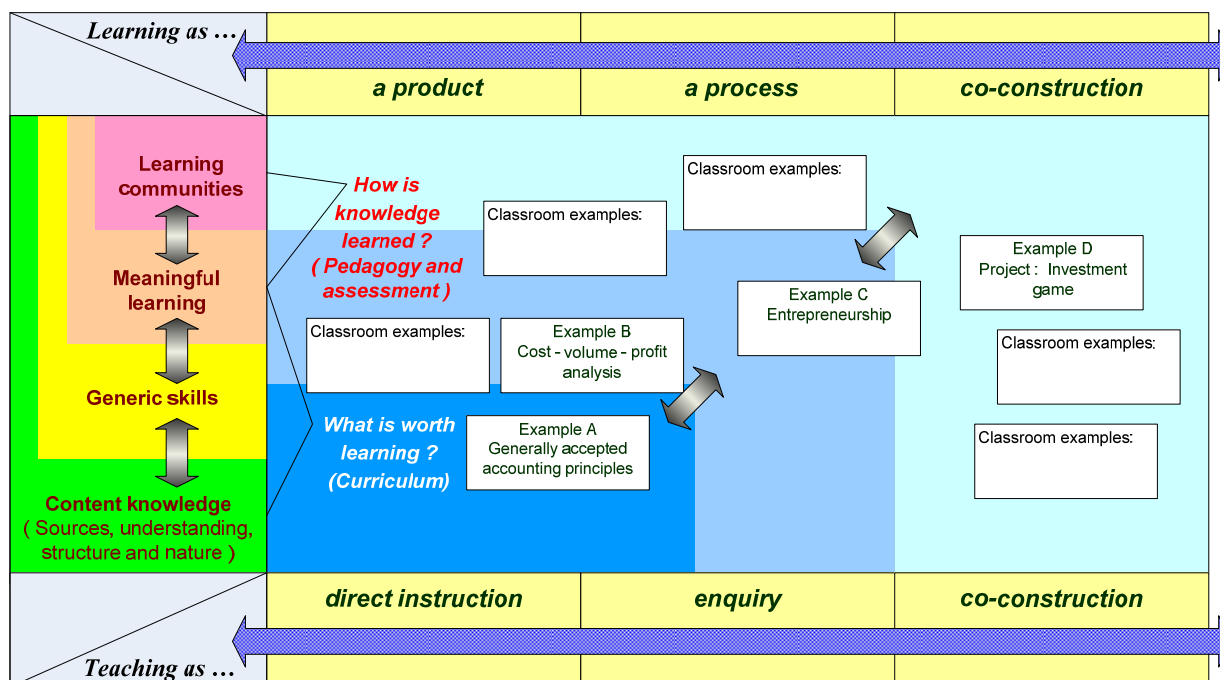 Learning as …
a product
a process
co-construction
Learning
communities
Meaningful
learning
Generic skills
Content knowledge
( Sources, understanding,
structure and nature )
How is
knowledge
learned ?
( Pedagogy and
assessment )
What is worth
learning ?
(Curriculum)
Classroom examples:
Classroom examples:
Classroom examples:
Example B
Cost - volume - profit
analysis
Example A
Generally accepted
accounting principles
Example C
Entrepreneurship
Example D
Project : Investment
game
Classroom examples:
Classroom examples:
direct instruction
enquiry
co-construction
Teaching as …